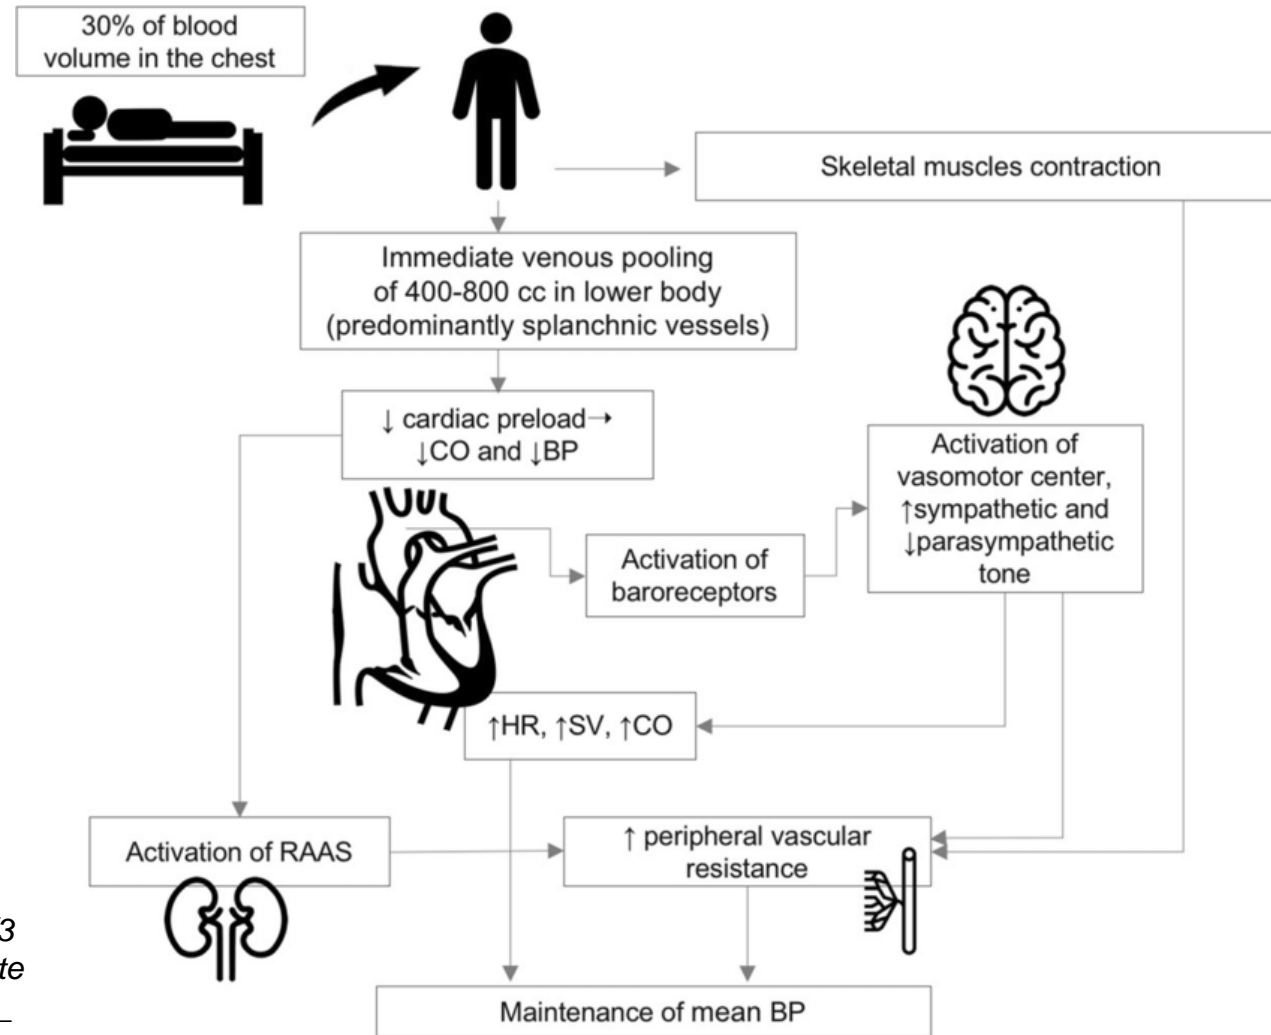 30% of blood
volume in the chest
Skeletal muscles contraction
Immediate venous pooling
of 400-800 cc in lower body
(predominantly splanchnic vessels)
↓ cardiac preload→
↓CO and ↓BP
Activation of
vasomotor center,
↑sympathetic and
↓parasympathetic
tone
Activation of
baroreceptors
↑HR, ↑SV, ↑CO
Activation of RAAS
↑ peripheral vascular
resistance
3
te
Maintenance of mean BP